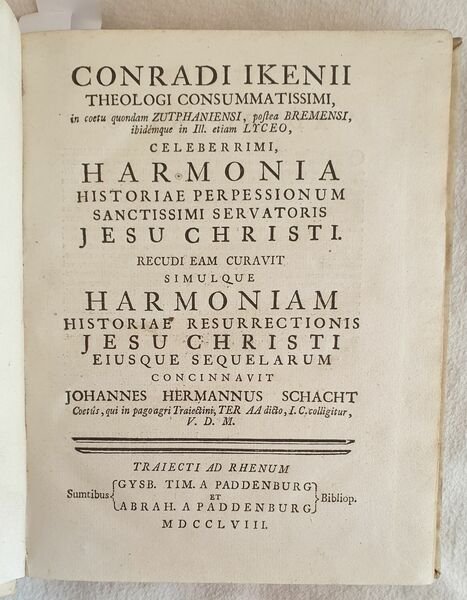 CONRADI IKENII
THEOLOGI CONSUMMATISSIMI,
in coetu quondam ZUTPHANIENSI, postea BREMENSI,
ibidémque in Ill. etiam LYCEO,
CELEBERRIMI,
HARMONIA
HISTORIAE PERPESSIONUM
SANCTISSIMI SERVATORIS
JESU CHRISTI.
RECUDI EAM CURAVIT
SIMULQUE
HARMONIAM
HISTORIAE RESURRECTIONIS
JESU CHRISTI
EIUSQUE SEQUELARUM
CONCINNAVIT
JOHANNES HERMANNUS SCHACHT
Coetús, qui in pago agri Traiectini, TER AA dicto, I. C. colligitur,
V. D. M.
TRAIECTI AD RHENUM
Sumtibus { GYSB. TIM. A PADDENBURG
ET
ABRAH. A PADDENBURG } Bibliop.
MDCCLVIII.